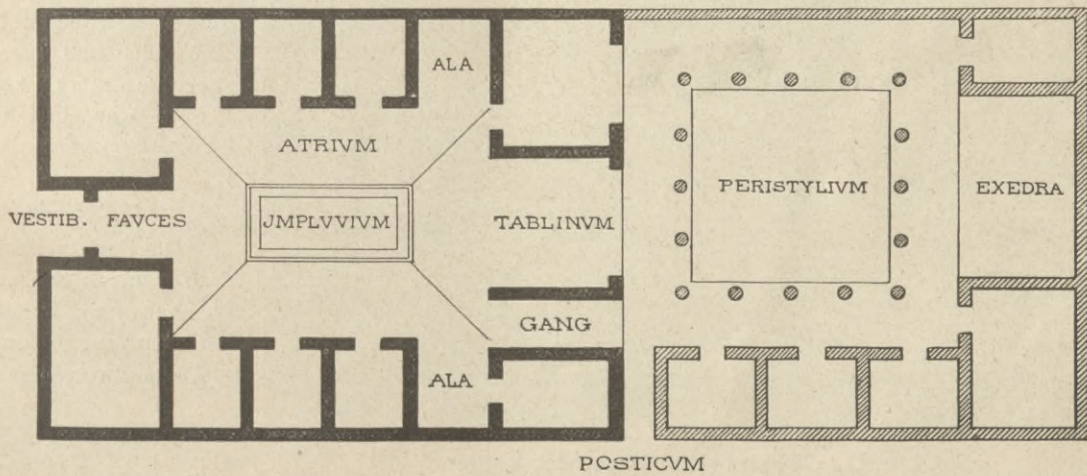 ALA
ATRIVM
VESTIB. FAVCES
JMPLVVIVM
TABLINVM
PERISTYLIVM
EXEDRA
GANG
ALA
POSTICVM